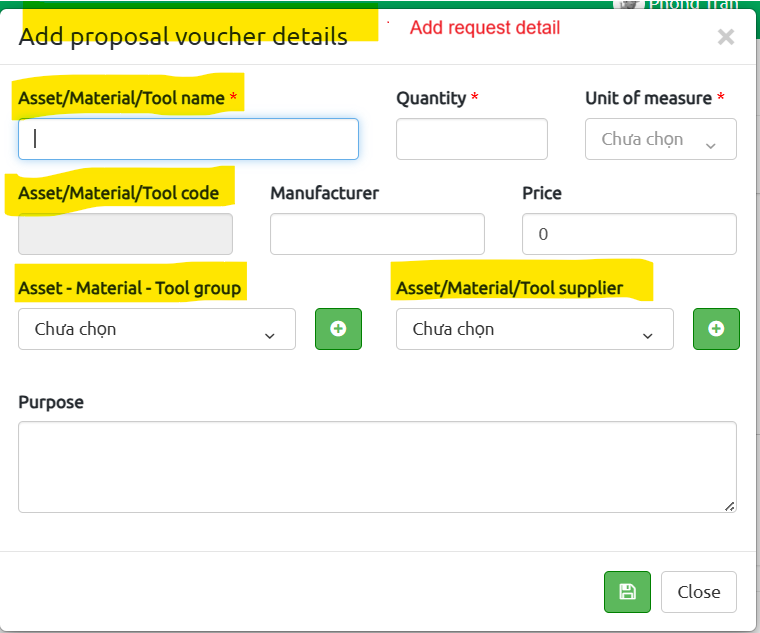 Phong Tran
Add proposal voucher details
Add request detail
×
Asset/Material/Tool name *
Quantity *
Unit of measure *
Chưa chọn
Asset/Material/Tool code
Manufacturer
Price
0
Asset - Material - Tool group
Asset/Material/Tool supplier
Chưa chọn
Chưa chọn
Purpose
Close